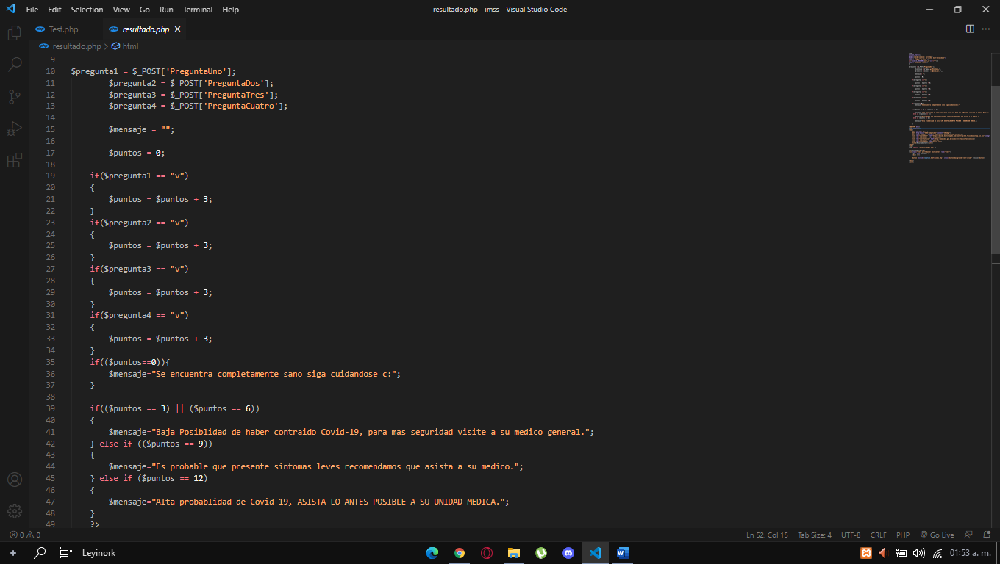 File Edit Selection View Go Run Terminal Help
resultado.php - imss - Visual Studio Code
Test.php
resultado.php
resultado.php > html
9
10 $pregunta1 = $_POST['PreguntaUno'];
11 $pregunta2 = $_POST['PreguntaDos'];
12 $pregunta3 = $_POST['PreguntaTres'];
13 $pregunta4 = $_POST['PreguntaCuatro'];
14
15 $mensaje = "";
16
17 $puntos = 0;
18
19 if($pregunta1 == "v")
20 {
21 $puntos = $puntos + 3;
22 }
23 if($pregunta2 == "v")
24 {
25 $puntos = $puntos + 3;
26 }
27 if($pregunta3 == "v")
28 {
29 $puntos = $puntos + 3;
30 }
31 if($pregunta4 == "v")
32 {
33 $puntos = $puntos + 3;
34 }
35 if(($puntos==0)){
36 $mensaje="Se encuentra completamente sano siga cuidandose c:";
37 }
38
39 if(($puntos == 3) || ($puntos == 6))
40 {
41 $mensaje="Baja Posiblidad de haber contraido Covid-19, para mas seguridad visite a su medico general.";
42 } else if (($puntos == 9))
43 {
44 $mensaje="Es probable que presente sintomas leves recomendamos que asista a su medico.";
45 } else if ($puntos == 12)
46 {
47 $mensaje="Alta probablidad de Covid-19, ASISTA LO ANTES POSIBLE A SU UNIDAD MEDICA.";
48 }
49 ?>
0 0
Ln 52, Col 15 Tab Size: 4 UTF-8 CRLF PHP Go Live
Leyinork
01:53 a. m.